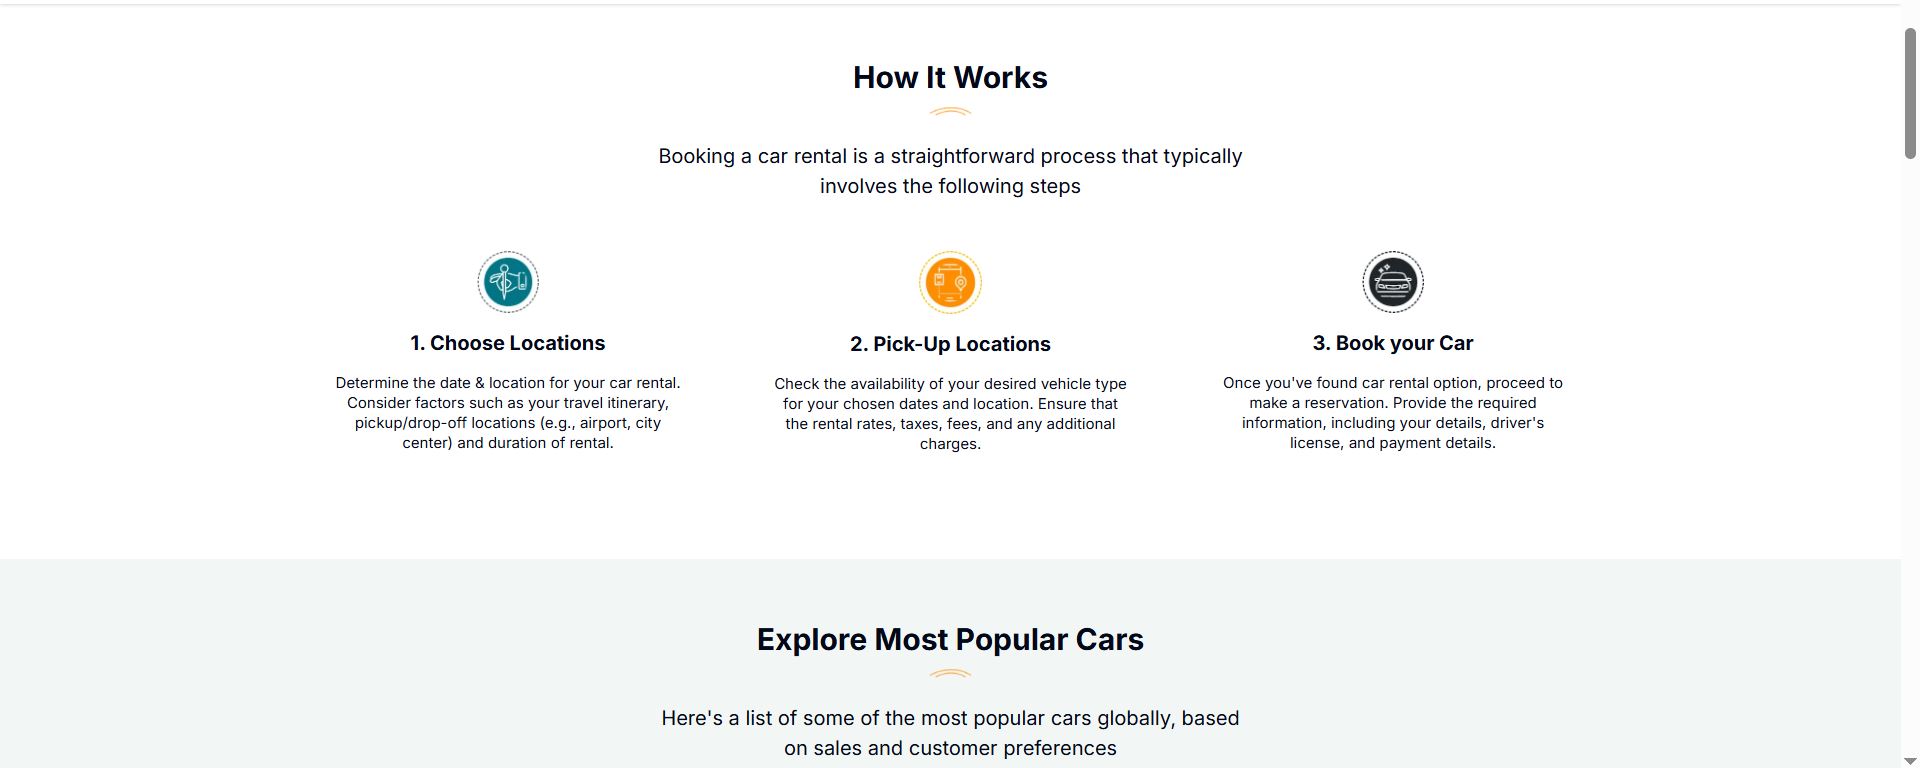 How It Works
Booking a car rental is a straightforward process that typically
involves the following steps
1. Choose Locations
Determine the date & location for your car rental.
Consider factors such as your travel itinerary,
pickup/drop-off locations (e.g., airport, city
center) and duration of rental.
2. Pick-Up Locations
Check the availability of your desired vehicle type
for your chosen dates and location. Ensure that
the rental rates, taxes, fees, and any additional
charges.
3. Book your Car
Once you've found car rental option, proceed to
make a reservation. Provide the required
information, including your details, driver's
license, and payment details.
Explore Most Popular Cars
Here's a list of some of the most popular cars globally, based
on sales and customer preferences